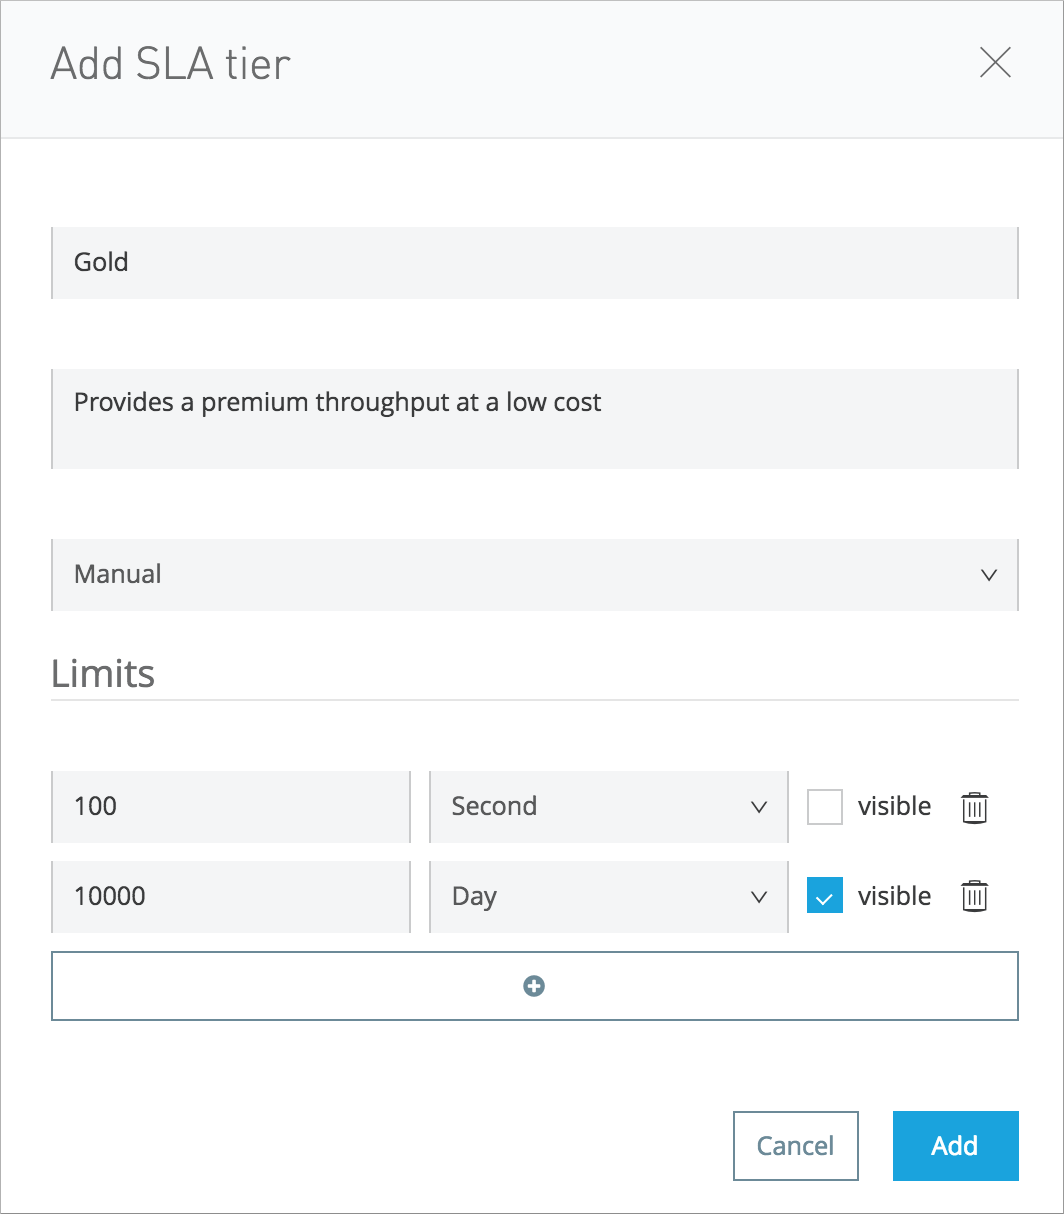 Add SLA tier
Gold
Provides a premium throughput at a low cost
Manual
Limits
100 Second visible
10000 Day visible
Cancel Add